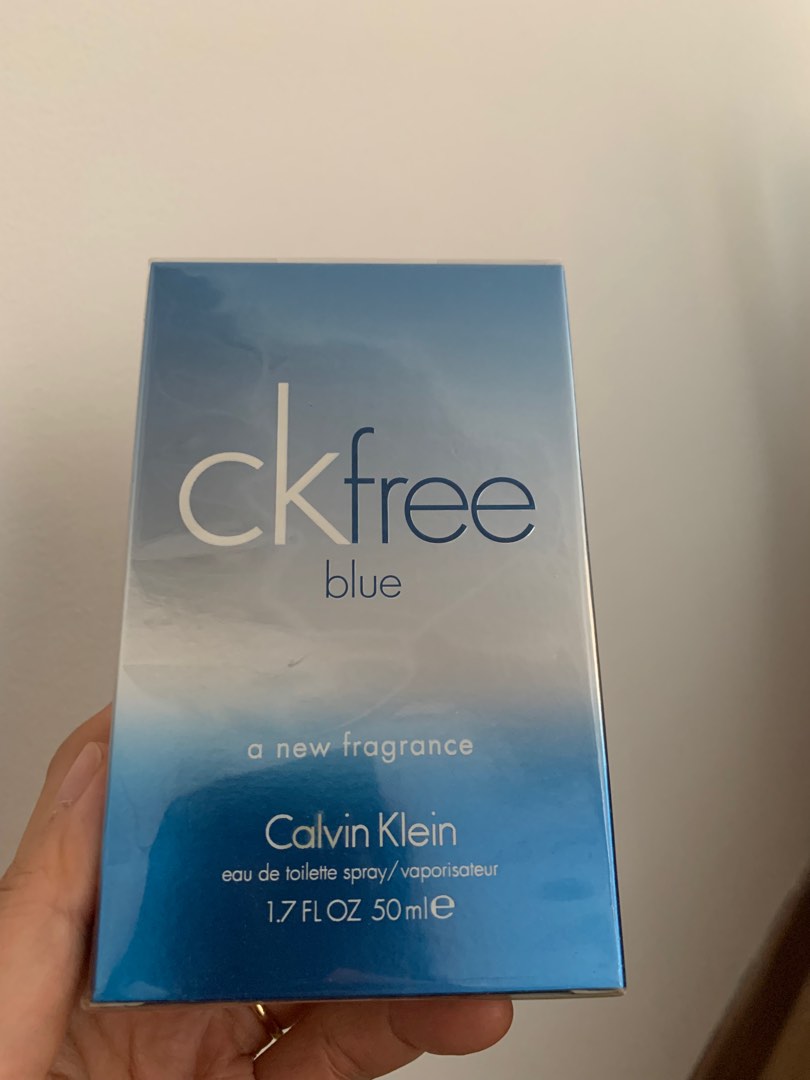 ckfree
blue
a new fragrance
Calvin Klein
eau de toilette spray/vaporisateur
1.7 FL OZ 50 ml ℮